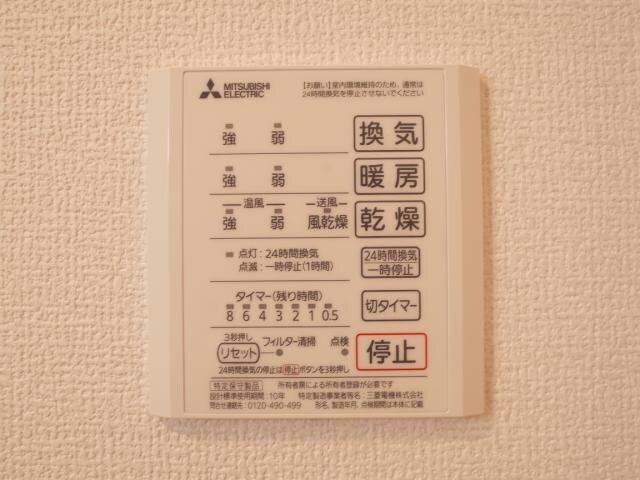 MITSUBISHI
ELECTRIC
【お願い】室内環境維持のため、通常は
24時間換気を停止させないでください
強 弱 換気
強 弱 暖房
温風 送風
強 弱 風乾燥 乾燥
点灯:24時間換気
点滅:一時停止(1時間)
24時間換気
一時停止
タイマー(残り時間)
8 6 4 3 2 1 0.5
切タイマー
3秒押し
リセット フィルター清掃 点検
停止
24時間換気の停止は停止ボタンを3秒押し
特定保守製品 所有者票による所有者登録が必要です
設計標準使用期間:10年 特定製造事業者等名:三菱電機株式会社
問合せ連絡先:0120-490-499 形名、製造年月、点検期間は本体に記載